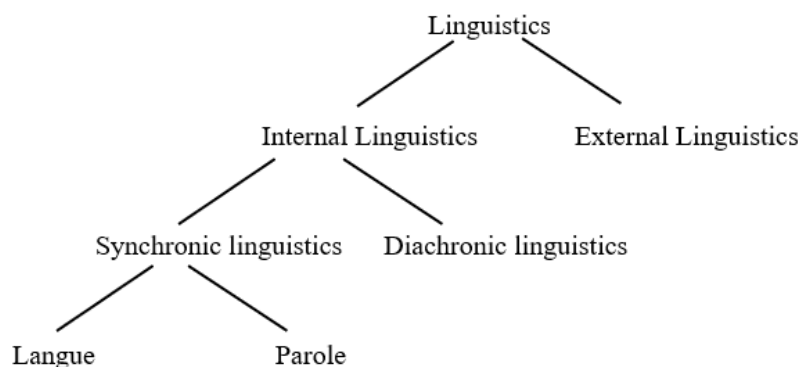 Linguistics
Internal Linguistics
External Linguistics
Synchronic linguistics
Diachronic linguistics
Langue
Parole